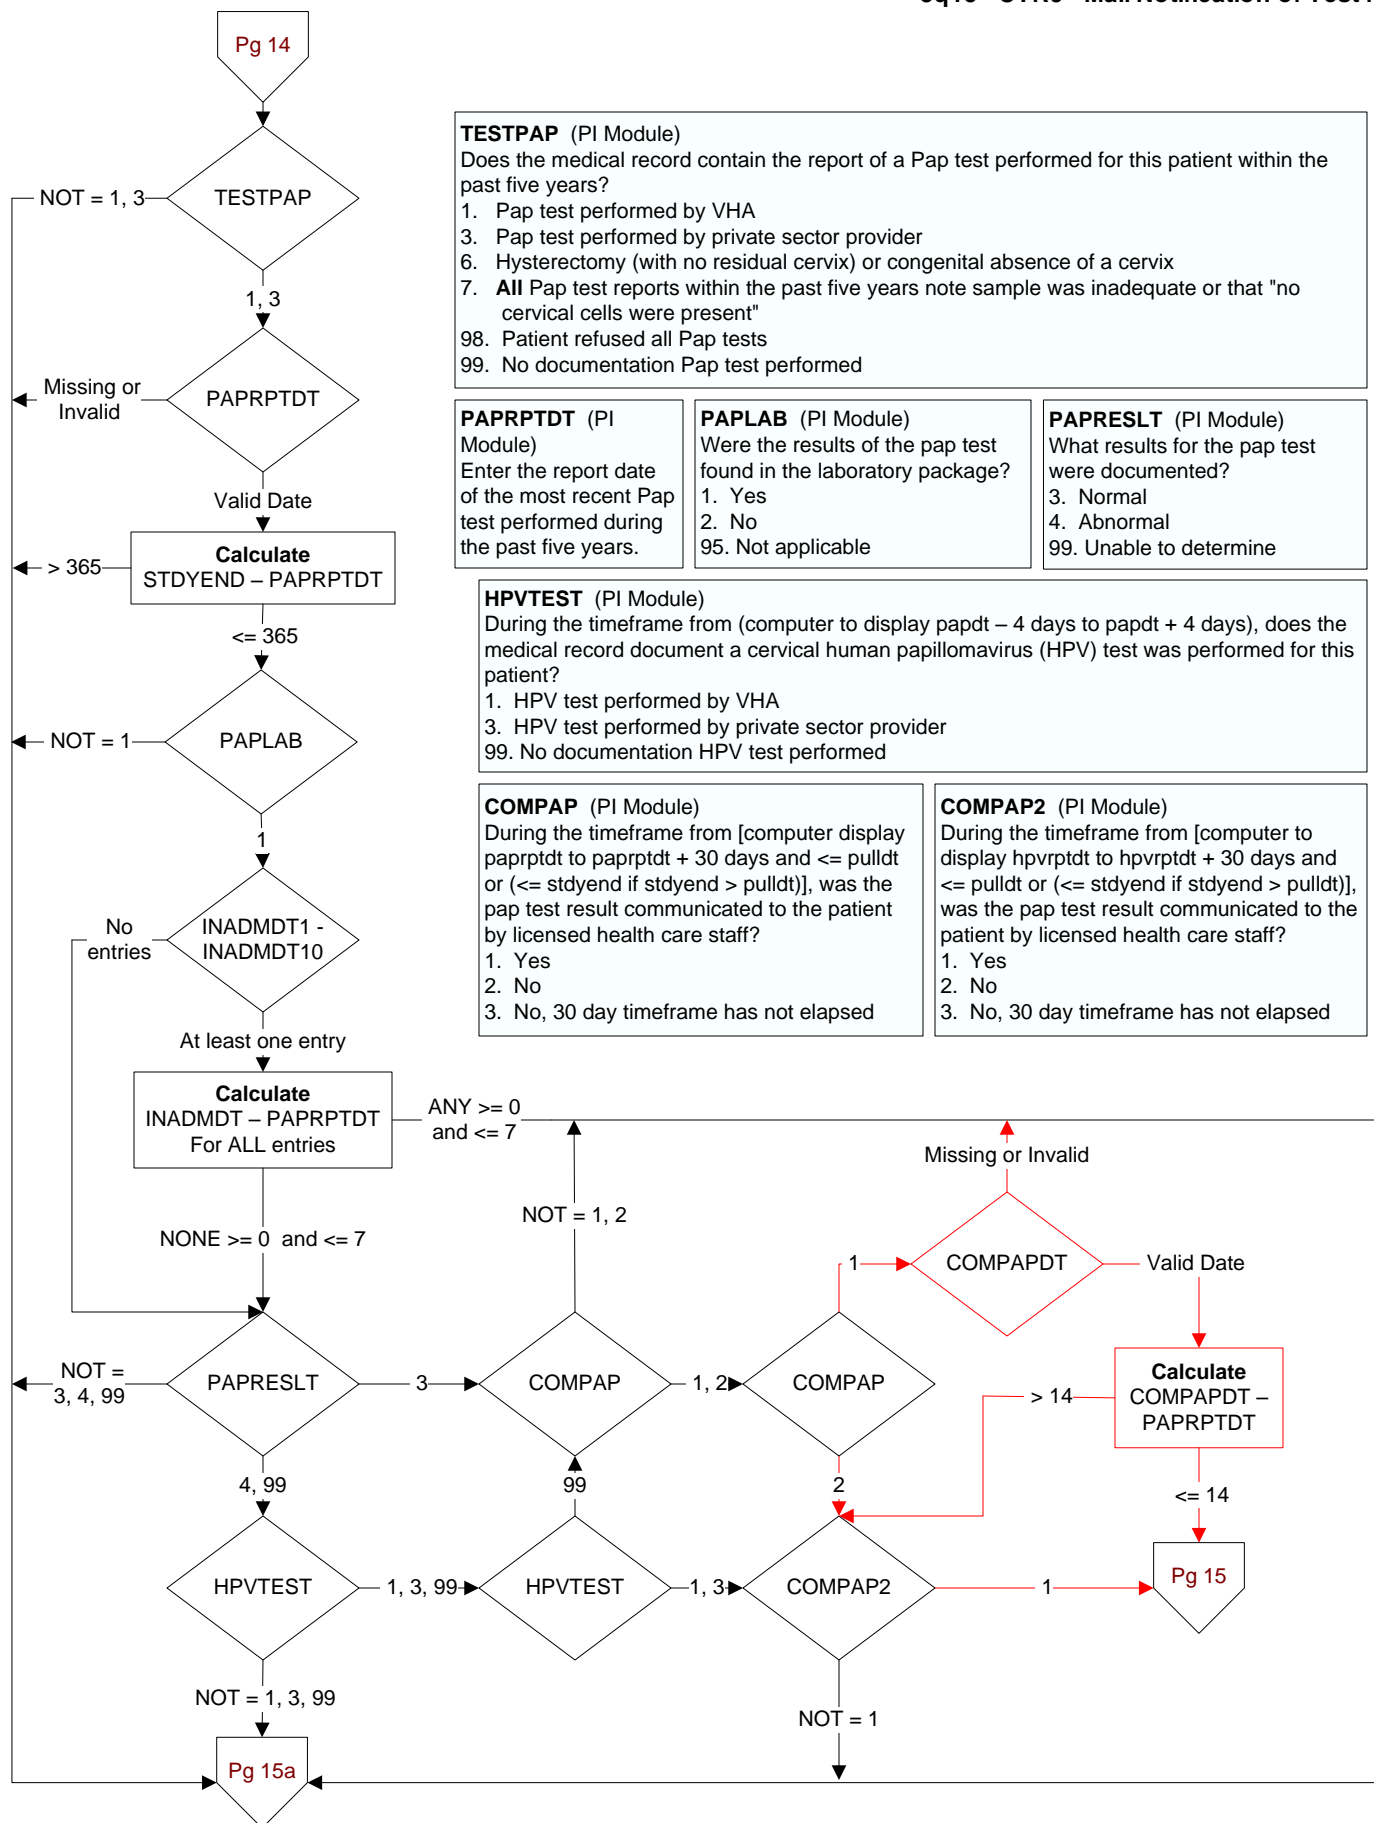 Pg 14
TESTPAP (PI Module)
Does the medical record contain the report of a Pap test performed for this patient within the
past five years?
1. Pap test performed by VHA
3. Pap test performed by private sector provider
6. Hysterectomy (with no residual cervix) or congenital absence of a cervix
7. All Pap test reports within the past five years note sample was inadequate or that "no
cervical cells were present"
98. Patient refused all Pap tests
99. No documentation Pap test performed
NOT = 1, 3
TESTPAP
1, 3
Missing or
Invalid
PAPRPTDT
Valid Date
PAPRPTDT (PI
Module)
Enter the report date
of the most recent Pap
test performed during
the past five years.
PAPLAB (PI Module)
Were the results of the pap test
found in the laboratory package?
1. Yes
2. No
95. Not applicable
PAPRESLT (PI Module)
What results for the pap test
were documented?
3. Normal
4. Abnormal
99. Unable to determine
> 365
Calculate
STDYEND – PAPRPTDT
<= 365
HPVTEST (PI Module)
During the timeframe from (computer to display papdt – 4 days to papdt + 4 days), does the
medical record document a cervical human papillomavirus (HPV) test was performed for this
patient?
1. HPV test performed by VHA
3. HPV test performed by private sector provider
99. No documentation HPV test performed
NOT = 1
PAPLAB
1
COMPAP (PI Module)
During the timeframe from [computer display
paprptdt to paprptdt + 30 days and <= pulldt
or (<= stdyend if stdyend > pulldt)], was the
pap test result communicated to the patient
by licensed health care staff?
1. Yes
2. No
3. No, 30 day timeframe has not elapsed
COMPAP2 (PI Module)
During the timeframe from [computer to
display hpvrptdt to hpvrptdt + 30 days and
<= pulldt or (<= stdyend if stdyend > pulldt)],
was the pap test result communicated to the
patient by licensed health care staff?
1. Yes
2. No
3. No, 30 day timeframe has not elapsed
No
entries
INADMDT1 -
INADMDT10
At least one entry
Calculate
INADMDT – PAPRPTDT
For ALL entries
ANY >= 0
and <= 7
NONE >= 0 and <= 7
NOT = 1, 2
Missing or Invalid
1
COMPAPDT
Valid Date
NOT =
3, 4, 99
PAPRESLT
3
COMPAP
1, 2
COMPAP
> 14
Calculate
COMPAPDT –
PAPRPTDT
4, 99
99
2
<= 14
HPVTEST
1, 3, 99
HPVTEST
1, 3
COMPAP2
1
Pg 15
NOT = 1, 3, 99
NOT = 1
Pg 15a